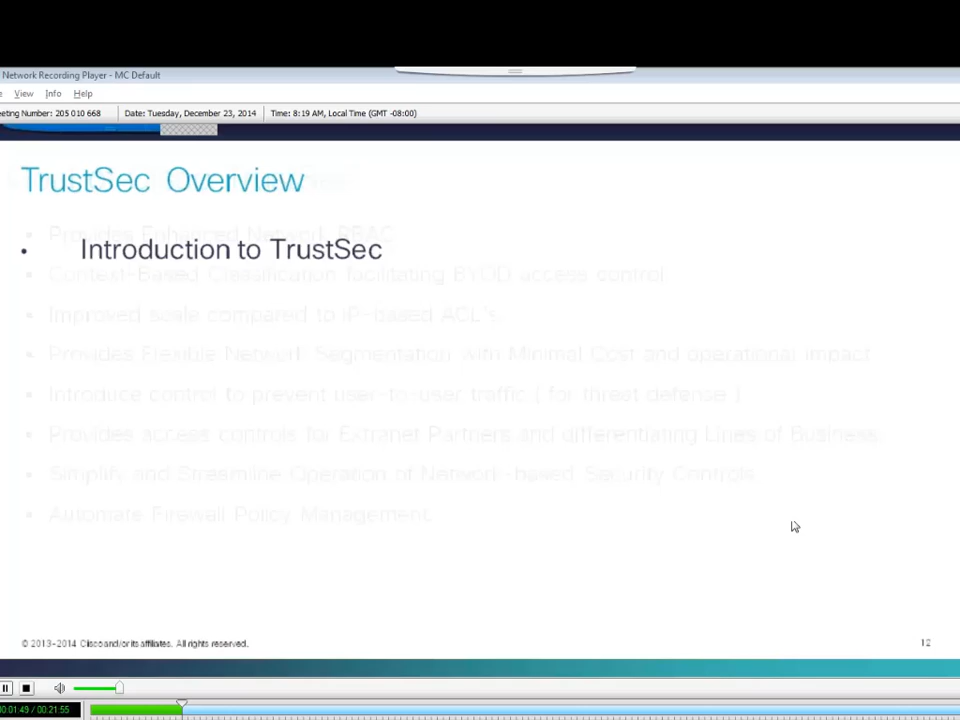 Network Recording Player - MC Default
View Info Help
eting Number: 205 010 668 Date: Tuesday, December 23, 2014 Time: 8:19 AM, Local Time (GMT -08:00)
TrustSec Overview
• Provides Enhanced Network RBAC
• Introduction to TrustSec
• Context-Based Classification facilitating BYOD access control
• Improved scale compared to IP-based ACL's.
• Provides Flexible Network Segmentation with Minimal Cost and operational impact
• Introduce control to prevent user-to-user traffic ( for threat defense )
• Provides access controls for Extranet Partners and differentiating Lines of Business.
• Simplify and Streamline Operation of Network-bawed Security Controls.
• Automate Firewall Policy Management.
© 2013-2014 Cisco and/or its affiliates. All rights reserved. 12
00:01:49 / 00:21:55